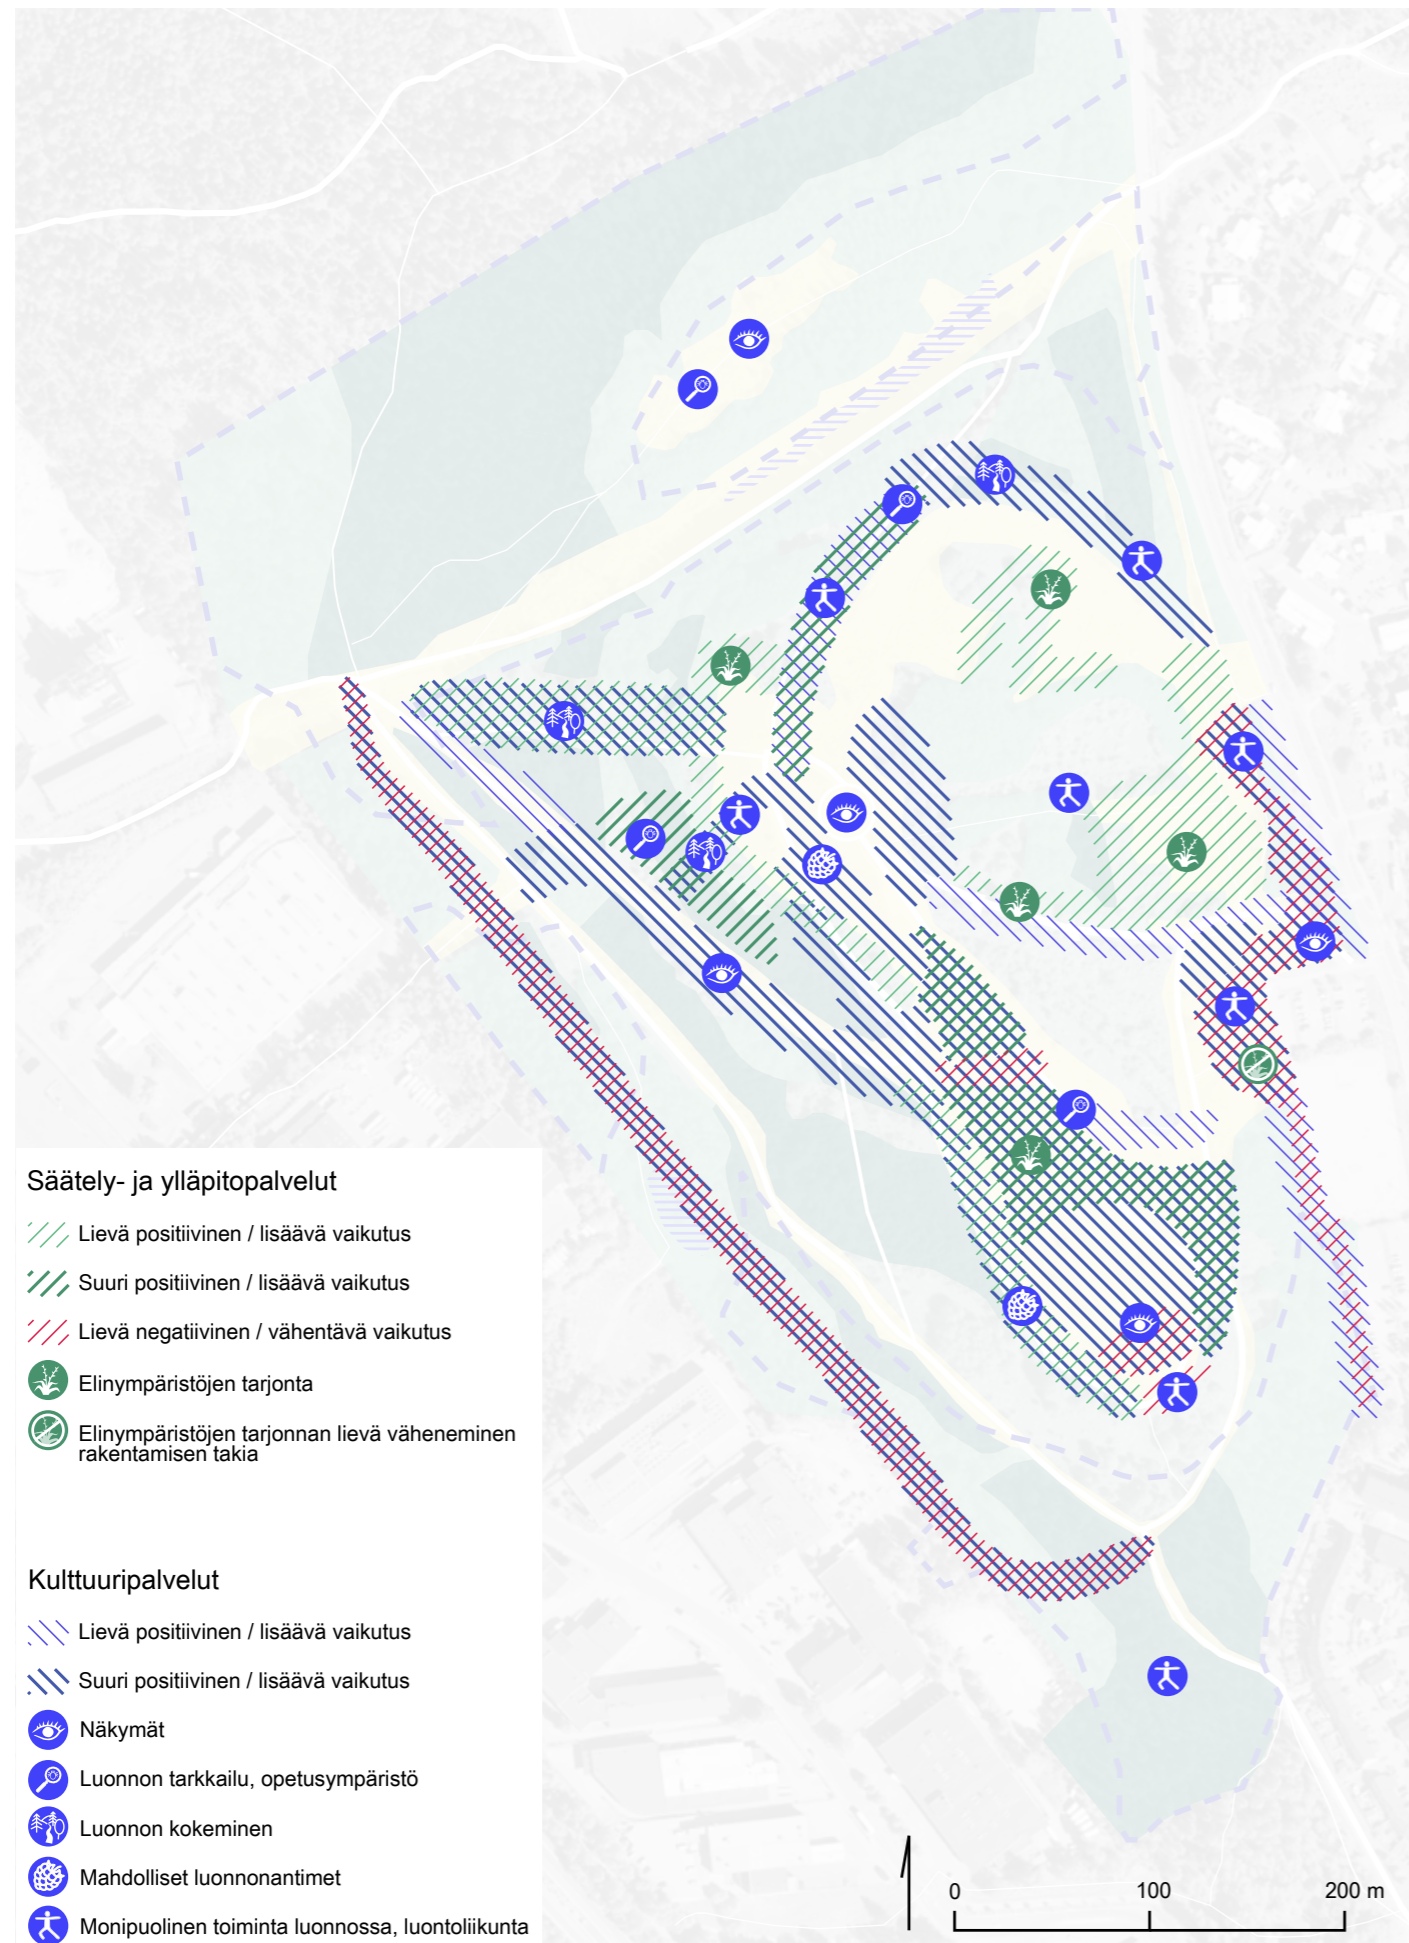 Säätely- ja ylläpitopalvelut
Lievä positiivinen / lisäävä vaikutus
Suuri positiivinen / lisäävä vaikutus
Lievä negatiivinen / vähentävä vaikutus
Elinympäristöjen tarjonta
Elinympäristöjen tarjonnan lievä väheneminen
rakentamisen takia
Kulttuuripalvelut
Lievä positiivinen / lisäävä vaikutus
Suuri positiivinen / lisäävä vaikutus
Näkymät
Luonnon tarkkailu, opetusympäristö
Luonnon kokeminen
Mahdolliset luonnonantimet
Monipuolinen toiminta luonnossa, luontoliikunta
0 100 200 m